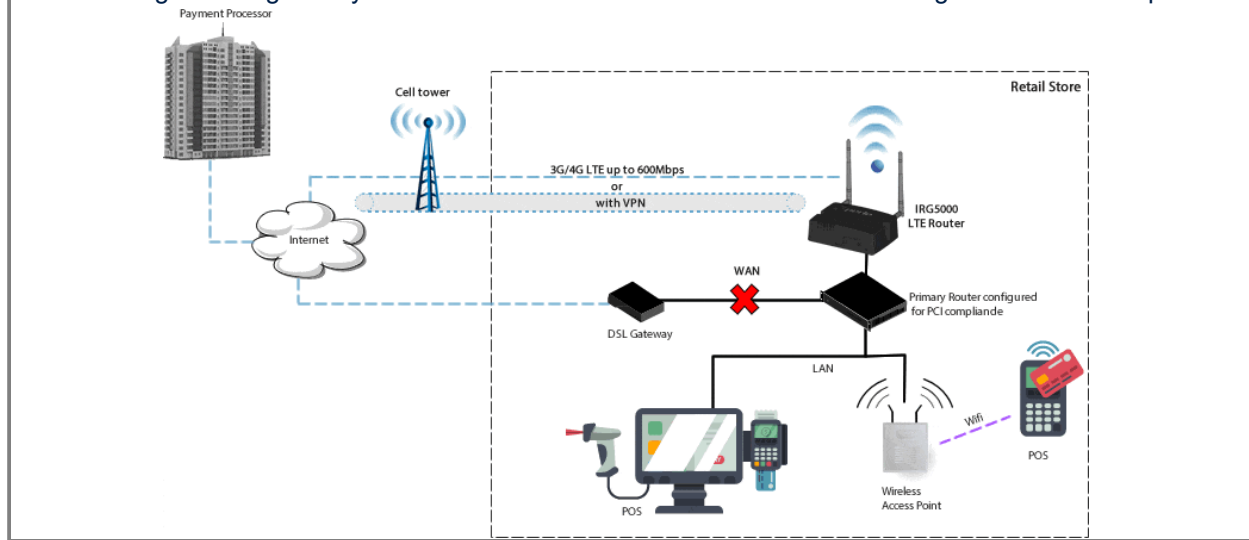 Payment Processor
Retail Store
Cell tower
3G/4G LTE up to 600Mbps
or
with VPN
IRG5000
LTE Router
Internet
WAN
Primary Router configured
for PCI compliande
DSL Gateway
LAN
Wifi
POS
Wireless
Access Point
POS